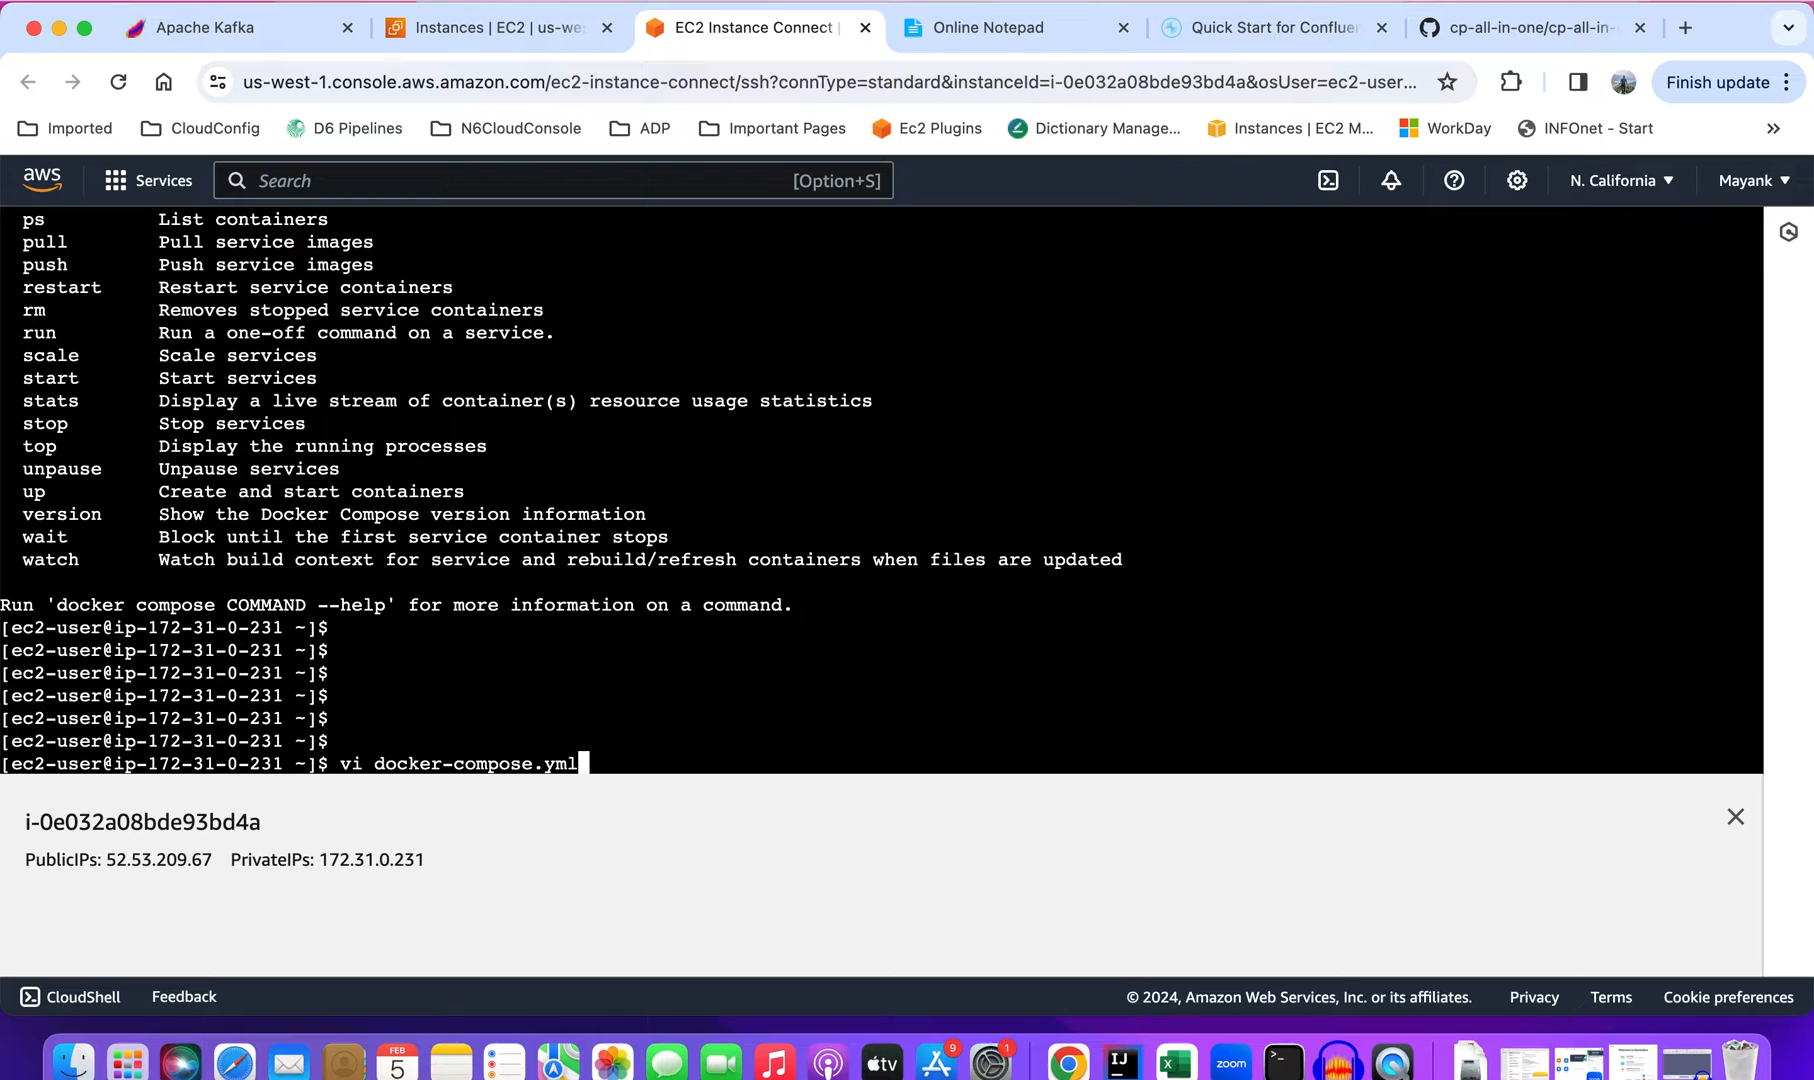 Apache Kafka
Instances | EC2 | us-we
EC2 Instance Connect |
Online Notepad
Quick Start for Confluen
cp-all-in-one/cp-all-in-
us-west-1.console.aws.amazon.com/ec2-instance-connect/ssh?connType=standard&instanceId=i-0e032a08bde93bd4a&osUser=ec2-user...
Finish update
Imported
CloudConfig
D6 Pipelines
N6CloudConsole
ADP
Important Pages
Ec2 Plugins
Dictionary Manage...
Instances | EC2 M...
WorkDay
INFOnet - Start
aws
Services
Search
[Option+S]
N. California
Mayank
ps List containers
pull Pull service images
push Push service images
restart Restart service containers
rm Removes stopped service containers
run Run a one-off command on a service.
scale Scale services
start Start services
stats Display a live stream of container(s) resource usage statistics
stop Stop services
top Display the running processes
unpause Unpause services
up Create and start containers
version Show the Docker Compose version information
wait Block until the first service container stops
watch Watch build context for service and rebuild/refresh containers when files are updated
Run 'docker compose COMMAND --help' for more information on a command.
[ec2-user@ip-172-31-0-231 ~]$
[ec2-user@ip-172-31-0-231 ~]$
[ec2-user@ip-172-31-0-231 ~]$
[ec2-user@ip-172-31-0-231 ~]$
[ec2-user@ip-172-31-0-231 ~]$
[ec2-user@ip-172-31-0-231 ~]$
[ec2-user@ip-172-31-0-231 ~]$ vi docker-compose.yml
i-0e032a08bde93bd4a
PublicIPs: 52.53.209.67 PrivateIPs: 172.31.0.231
CloudShell
Feedback
© 2024, Amazon Web Services, Inc. or its affiliates.
Privacy
Terms
Cookie preferences
FEB
5
tv
9
1
IJ
X
zoom